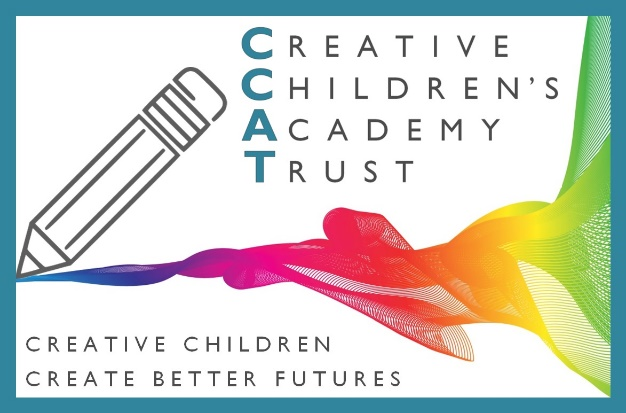 CREATIVE
CHILDREN'S
ACADEMY
TRUST
CREATIVE CHILDREN
CREATE BETTER FUTURES